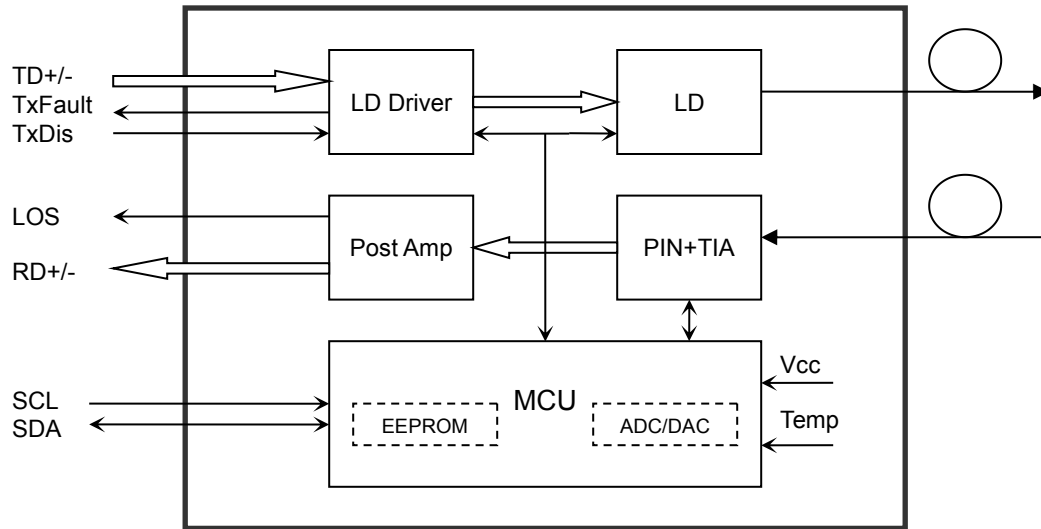 TD+/-
TxFault
TxDis
LD Driver
LD
LOS
RD+/-
Post Amp
PIN+TIA
SCL
SDA
MCU
EEPROM
ADC/DAC
Vcc
Temp